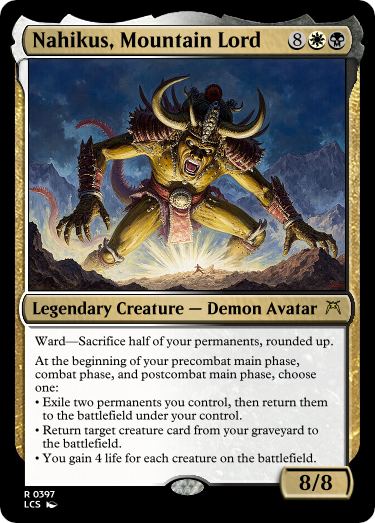 Nahikus, Mountain Lord 8
Legendary Creature — Demon Avatar
Ward—Sacrifice half of your permanents, rounded up.
At the beginning of your precombat main phase,
combat phase, and postcombat main phase, choose
one:
• Exile two permanents you control, then return them
to the battlefield under your control.
• Return target creature card from your graveyard to
the battlefield.
• You gain 4 life for each creature on the battlefield.
8/8
R 0397
LCS